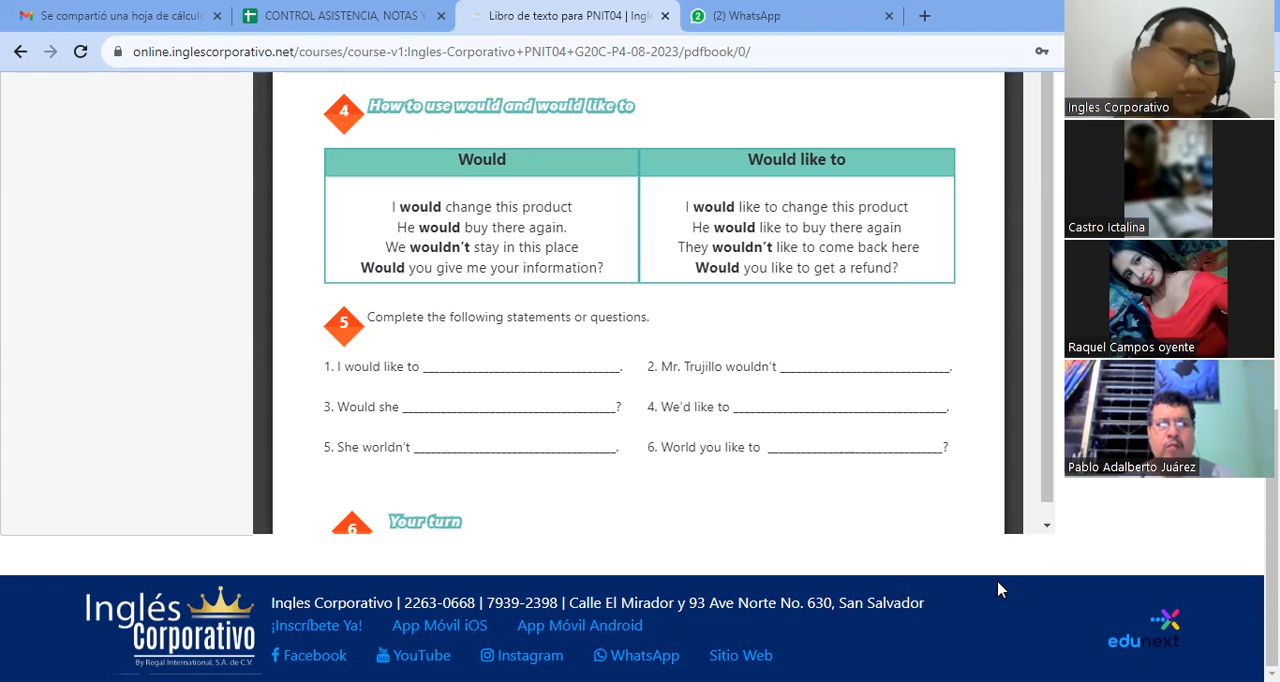 Se compartió una hoja de cálcul
CONTROL ASISTENCIA, NOTAS Y
Libro de texto para PNIT04 | Ingl
(2) WhatsApp
online.inglescorporativo.net/courses/course-v1:Ingles-Corporativo+PNIT04+G20C-P4-08-2023/pdfbook/0/
4 How to use would and would like to
Would
Would like to
I would change this product
He would buy there again.
We wouldn't stay in this place
Would you give me your information?
I would like to change this product
He would like to buy there again
They wouldn't like to come back here
Would you like to get a refund?
5 Complete the following statements or questions.
1. I would like to ______________________________.
2. Mr. Trujillo wouldn't __________________________.
3. Would she ________________________________?
4. We'd like to ________________________________.
5. She worldn't _______________________________.
6. World you like to ___________________________?
6 Your turn
Ingles Corporativo
Castro Ictalina
Raquel Campos oyente
Pablo Adalberto Juárez
Inglés Corporativo
By Regal International, S.A. de C.V.
Ingles Corporativo | 2263-0668 | 7939-2398 | Calle El Mirador y 93 Ave Norte No. 630, San Salvador
¡Inscríbete Ya! App Móvil iOS App Móvil Android
Facebook YouTube Instagram WhatsApp Sitio Web
edunext